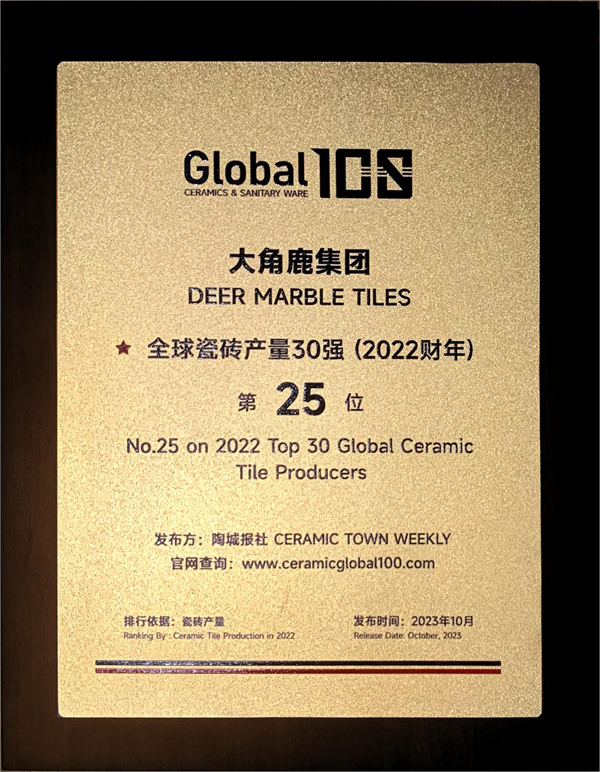 Global 100
CERAMICS & SANITARY WARE
大角鹿集团
DEER MARBLE TILES
★ 全球瓷砖产量30强 (2022财年)
第 25 位
No.25 on 2022 Top 30 Global Ceramic
Tile Producers
发布方：陶城报社 CERAMIC TOWN WEEKLY
官网查询：www.ceramicglobal100.com
排行依据：瓷砖产量 发布时间：2023年10月
Ranking By : Ceramic Tile Production in 2022 Release Date: October, 2023